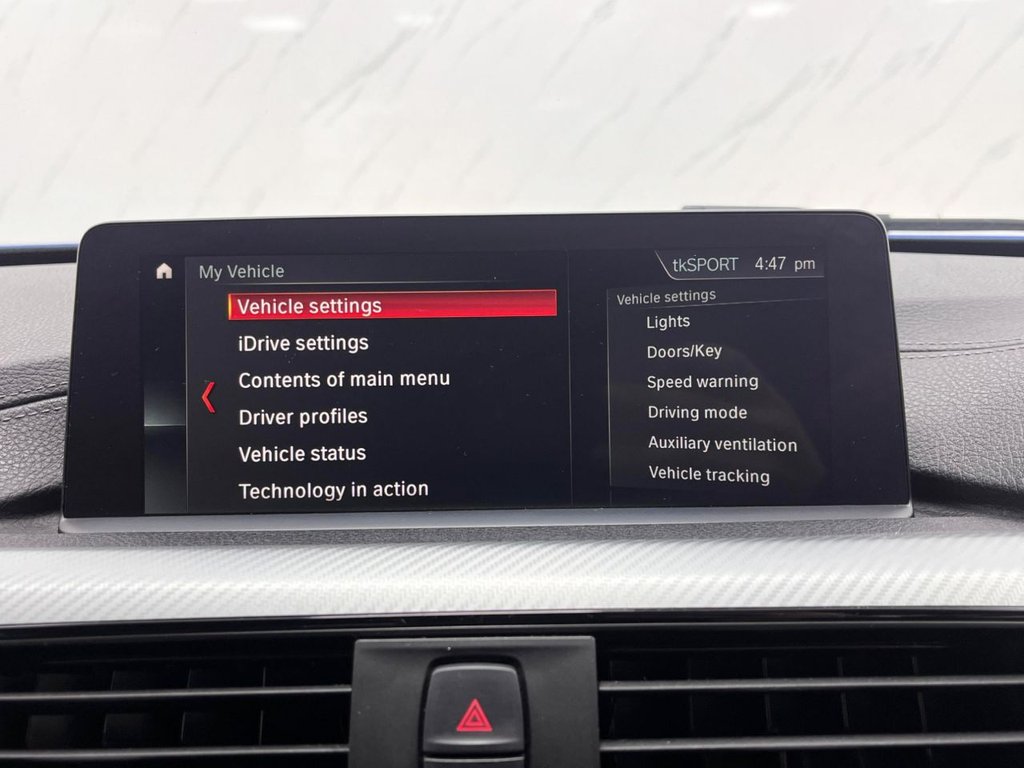 My Vehicle
tkSPORT 4:47 pm
Vehicle settings
iDrive settings
Contents of main menu
Driver profiles
Vehicle status
Technology in action
Vehicle settings
Lights
Doors/Key
Speed warning
Driving mode
Auxiliary ventilation
Vehicle tracking